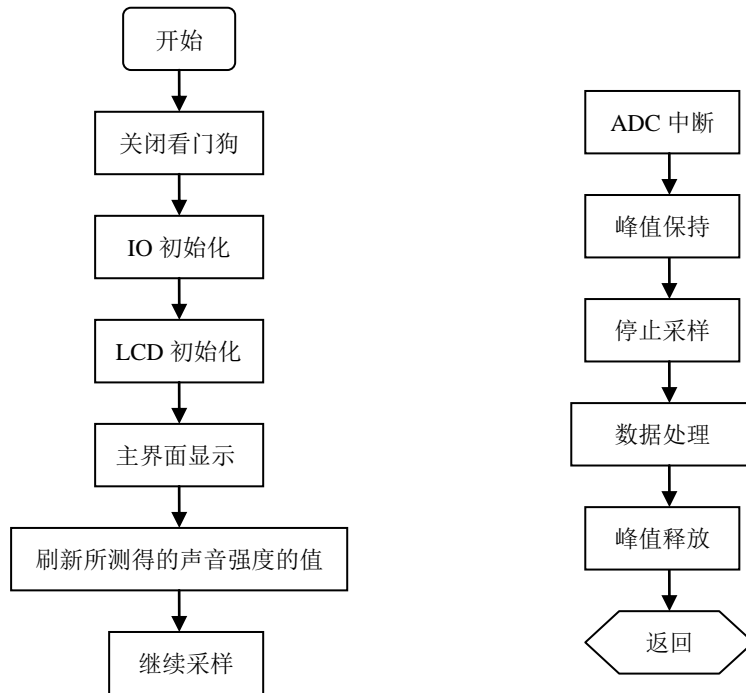 开始
关闭看门狗
IO 初始化
LCD 初始化
主界面显示
刷新所测得的声音强度的值
继续采样
ADC 中断
峰值保持
停止采样
数据处理
峰值释放
返回